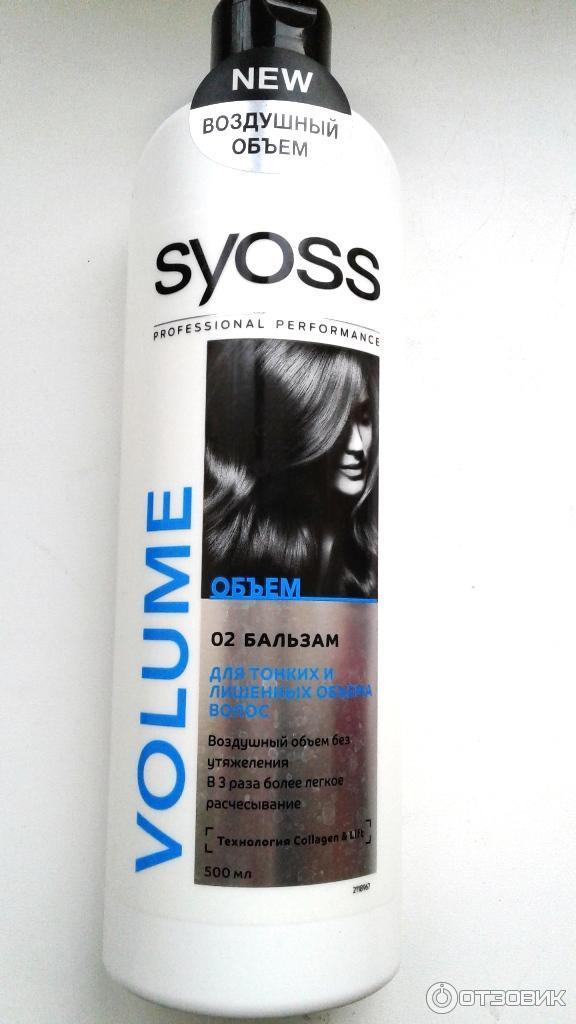 NEW
ВОЗДУШНЫЙ
ОБЪЕМ
syoss
PROFESSIONAL PERFORMANCE
VOLUME
ОБЪЕМ
02 БАЛЬЗАМ
ДЛЯ ТОНКИХ И
ЛИШЕННЫХ ОБЪЕМА
ВОЛОС
Воздушный объем без
утяжеления
В 3 раза более легкое
расчесывание
Технология Collagen & Lift
500 мл
2118967
ОТЗОВИК